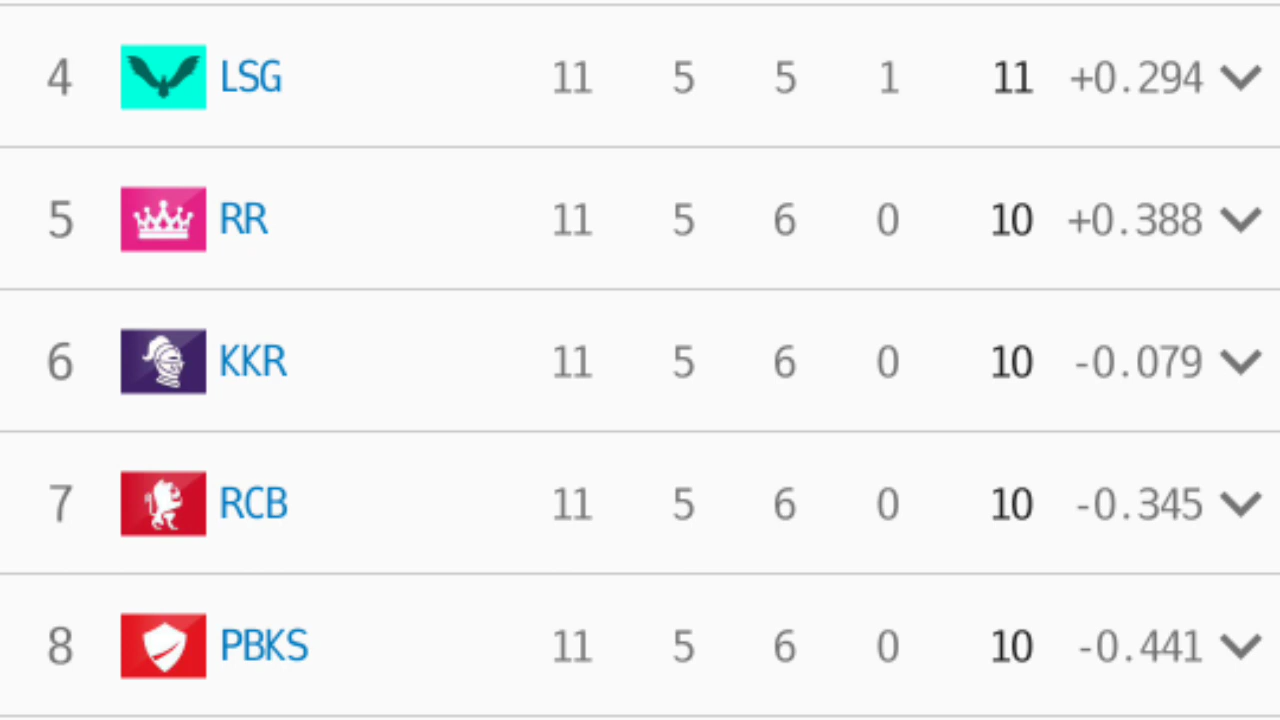 4 LSG 11 5 5 1 11 +0.294
5 RR 11 5 6 0 10 +0.388
6 KKR 11 5 6 0 10 -0.079
7 RCB 11 5 6 0 10 -0.345
8 PBKS 11 5 6 0 10 -0.441